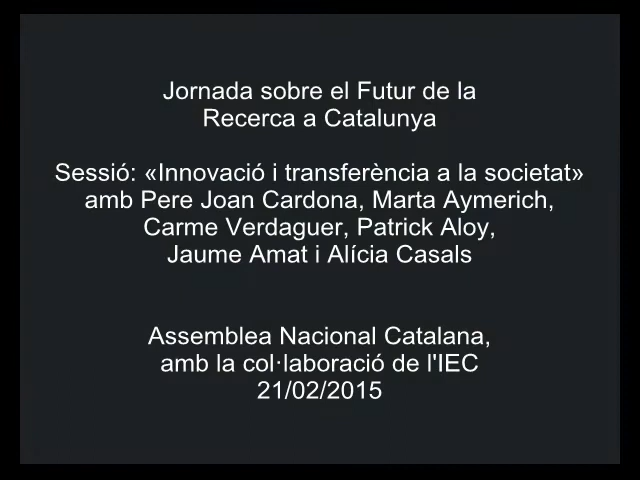 Jornada sobre el Futur de la
Recerca a Catalunya
Sessió: «Innovació i transferència a la societat»
amb Pere Joan Cardona, Marta Aymerich,
Carme Verdaguer, Patrick Aloy,
Jaume Amat i Alícia Casals
Assemblea Nacional Catalana,
amb la col·laboració de l'IEC
21/02/2015